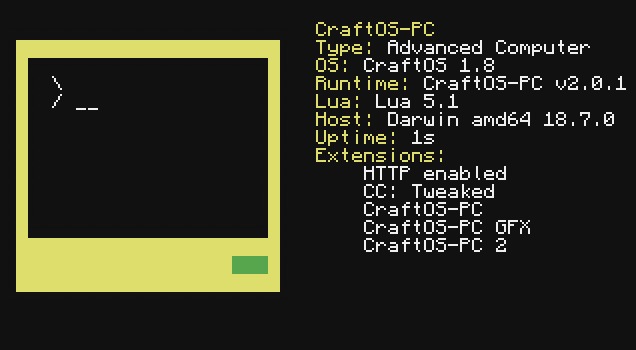 CraftOS-PC
Type: Advanced Computer
OS: CraftOS 1.8
Runtime: CraftOS-PC v2.0.1
Lua: Lua 5.1
Host: Darwin amd64 18.7.0
Uptime: 1s
Extensions:
HTTP enabled
CC: Tweaked
CraftOS-PC
CraftOS-PC GFX
CraftOS-PC 2
\
/ __